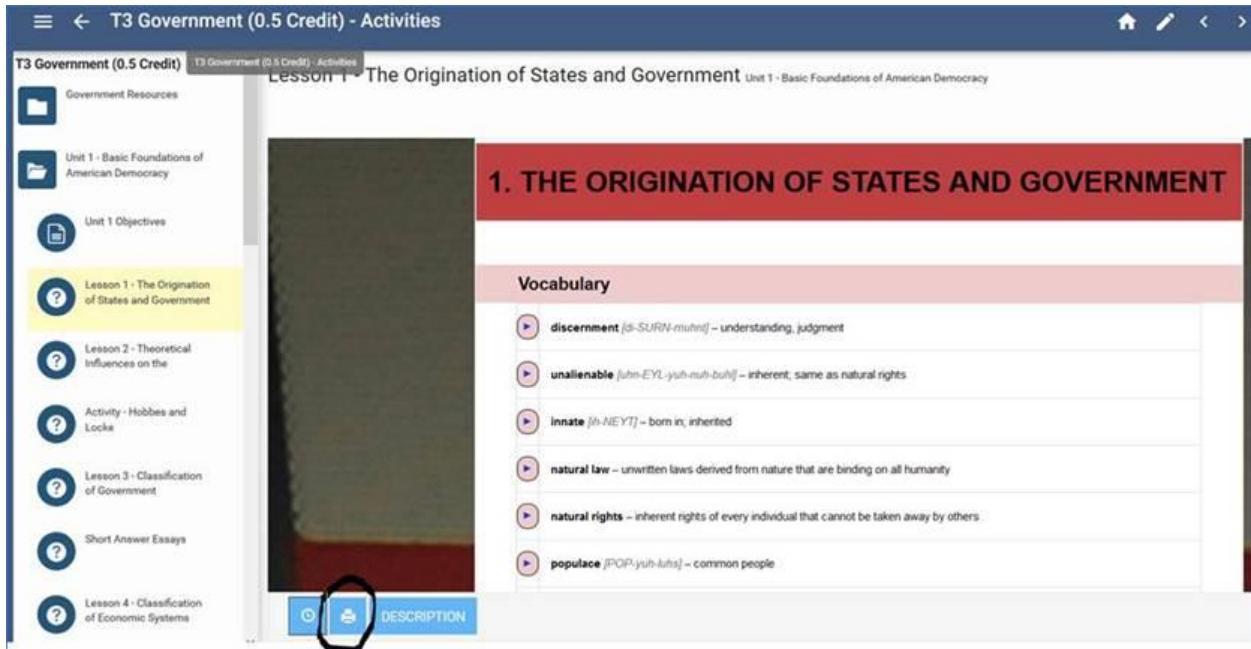 T3 Government (0.5 Credit) - Activities
T3 Government (0.5 Credit)
T3 Government (0.5 Credit) - Activities
Government Resources
Unit 1 - Basic Foundations of
American Democracy
Unit 1 Objectives
Lesson 1 - The Origination
of States and Government
Lesson 2 - Theoretical
Influences on the
Activity - Hobbes and
Locke
Lesson 3 - Classification
of Government
Short Answer Essays
Lesson 4 - Classification
of Economic Systems
Lesson 1 - The Origination of States and Government Unit 1 - Basic Foundations of American Democracy
1. THE ORIGINATION OF STATES AND GOVERNMENT
Vocabulary
discernment [di-SURN-muhnt] – understanding, judgment
unalienable [uhn-EYL-yuh-nuh-buhl] – inherent; same as natural rights
innate [ih-NEYT] – born in; inherited
natural law – unwritten laws derived from nature that are binding on all humanity
natural rights – inherent rights of every individual that cannot be taken away by others
populace [POP-yuh-luhs] – common people
DESCRIPTION